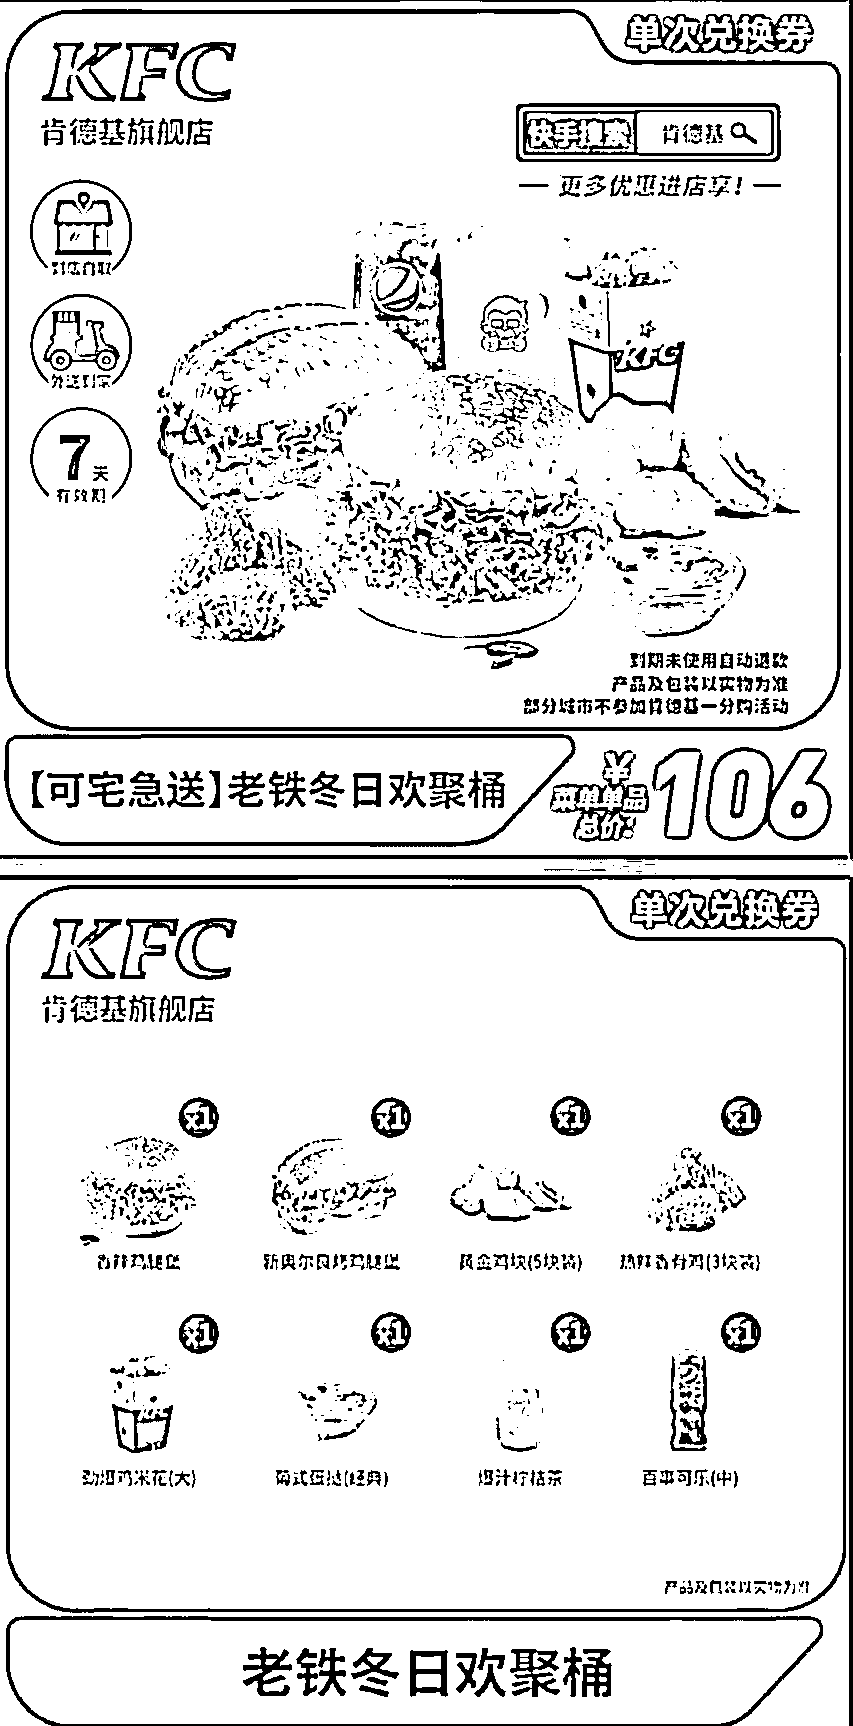 单次兑换券
KFC
肯德基旗舰店
快手搜索 肯德基
更多优惠进店享!
到店自取
外送到家
7天
有效期
KFC
到期未使用自动退款
产品及包装以实物为准
部分城市不参加肯德基一分购活动
【可宅急送】老铁冬日欢聚桶
¥
菜单单品
总价:
106
单次兑换券
KFC
肯德基旗舰店
x1 x1 x1 x1
香辣鸡腿堡 新奥尔良烤鸡腿堡 黄金鸡块(5块装) 热辣香骨鸡(3块装)
x1 x1 x1 x1
劲爆鸡米花(大) 葡式蛋挞(经典) 爆汁柠桔茶 百事可乐(中)
产品及包装以实物为准
老铁冬日欢聚桶